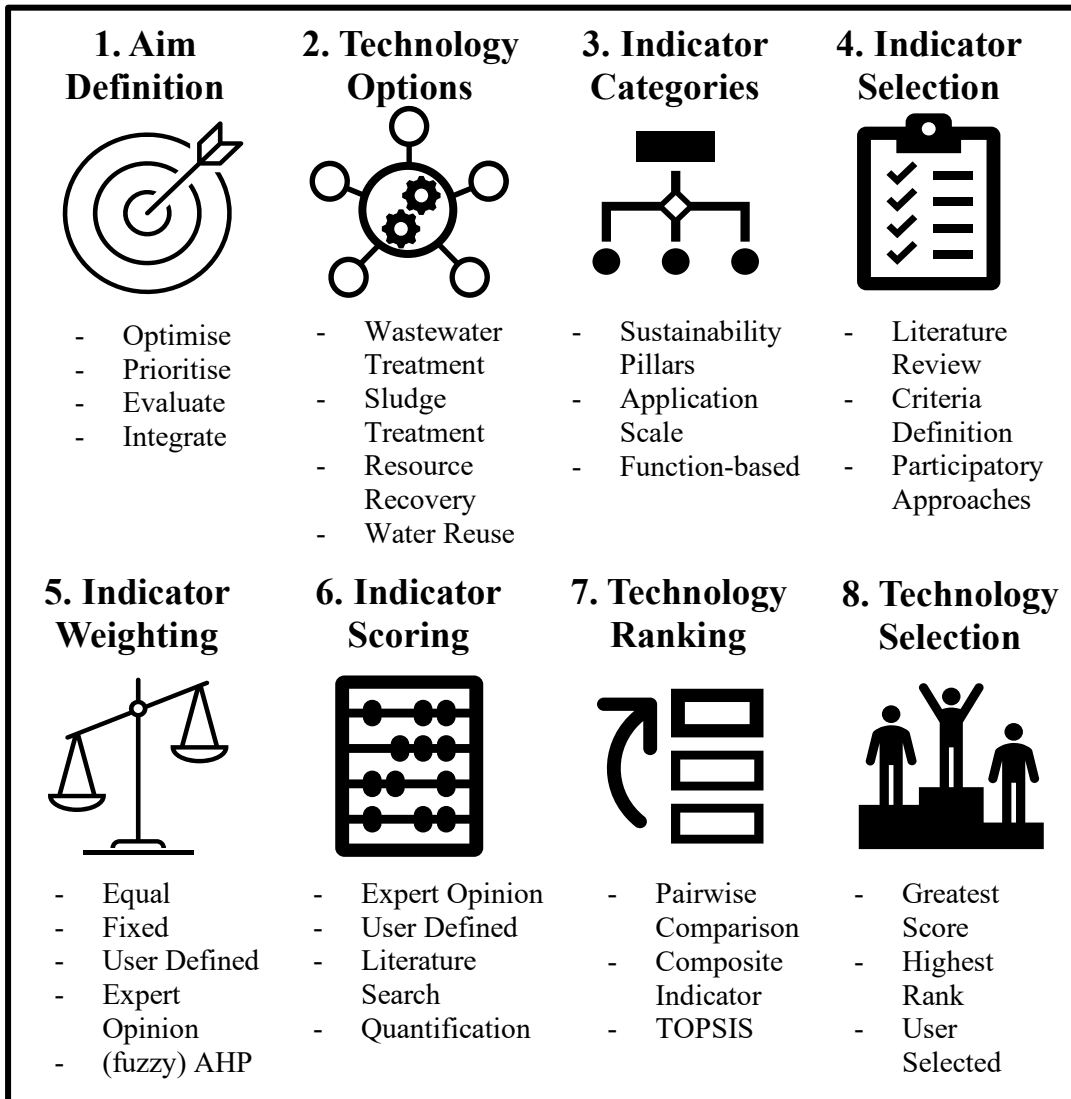 1. Aim
Definition
- Optimise
- Prioritise
- Evaluate
- Integrate
2. Technology
Options
- Wastewater
Treatment
- Sludge
Treatment
- Resource
Recovery
- Water Reuse
3. Indicator
Categories
- Sustainability
Pillars
- Application
Scale
- Function-based
4. Indicator
Selection
- Literature
Review
- Criteria
Definition
- Participatory
Approaches
5. Indicator
Weighting
- Equal
- Fixed
- User Defined
- Expert
Opinion
- (fuzzy) AHP
6. Indicator
Scoring
- Expert Opinion
- User Defined
- Literature
Search
- Quantification
7. Technology
Ranking
- Pairwise
Comparison
- Composite
Indicator
- TOPSIS
8. Technology
Selection
- Greatest
Score
- Highest
Rank
- User
Selected